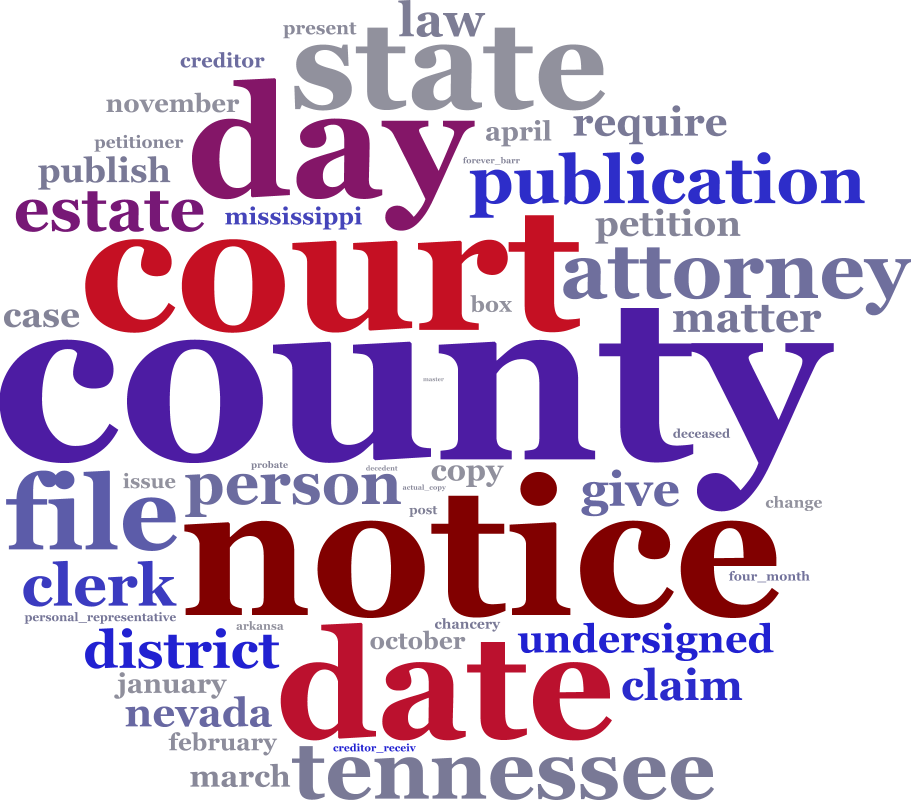 law
present
state
creditor
november
day
april
require
petitioner
publish
forever_barr
publication
estate
mississippi
petition
court
attorney
case
box
matter
county
master
deceased
probate
decedent
copy
file
issue
person
actual_copy
give
change
post
notice
four_month
clerk
personal_representative
arkansa
chancery
district
october
undersigned
date
january
claim
nevada
february
creditor_receiv
march
tennessee